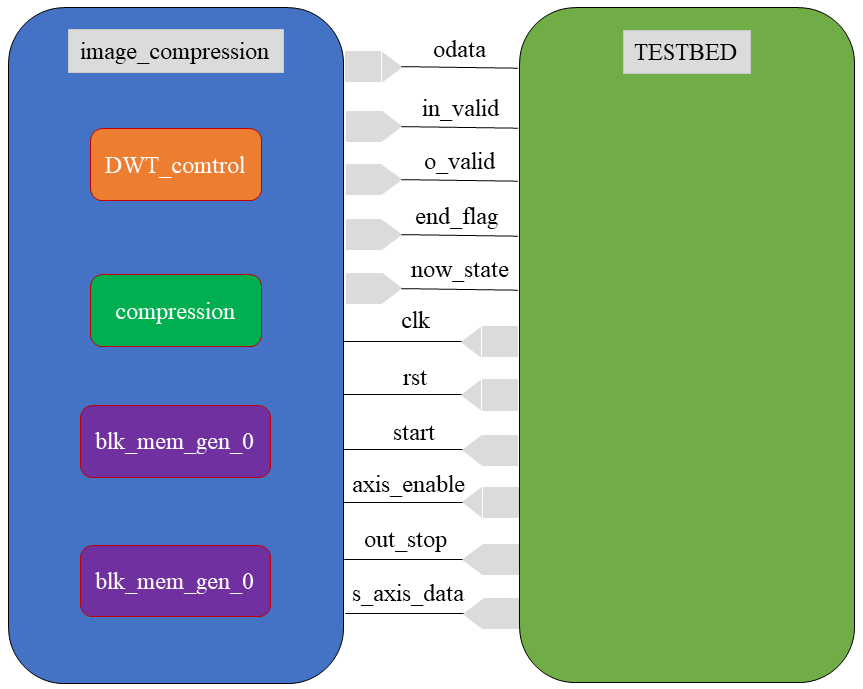 image_compression
DWT_comtrol
compression
blk_mem_gen_0
blk_mem_gen_0
odata
in_valid
o_valid
end_flag
now_state
clk
rst
start
axis_enable
out_stop
s_axis_data
TESTBED